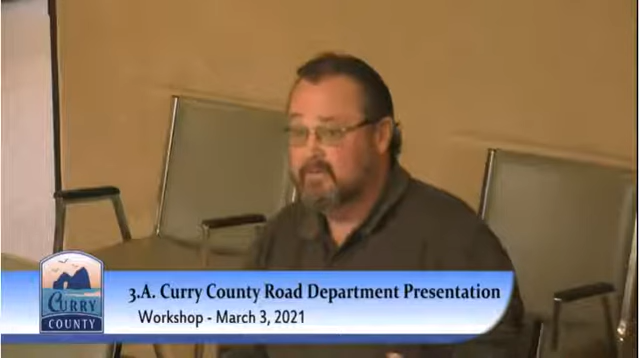 3.A. Curry County Road Department Presentation
Workshop - March 3, 2021
CURRY
COUNTY